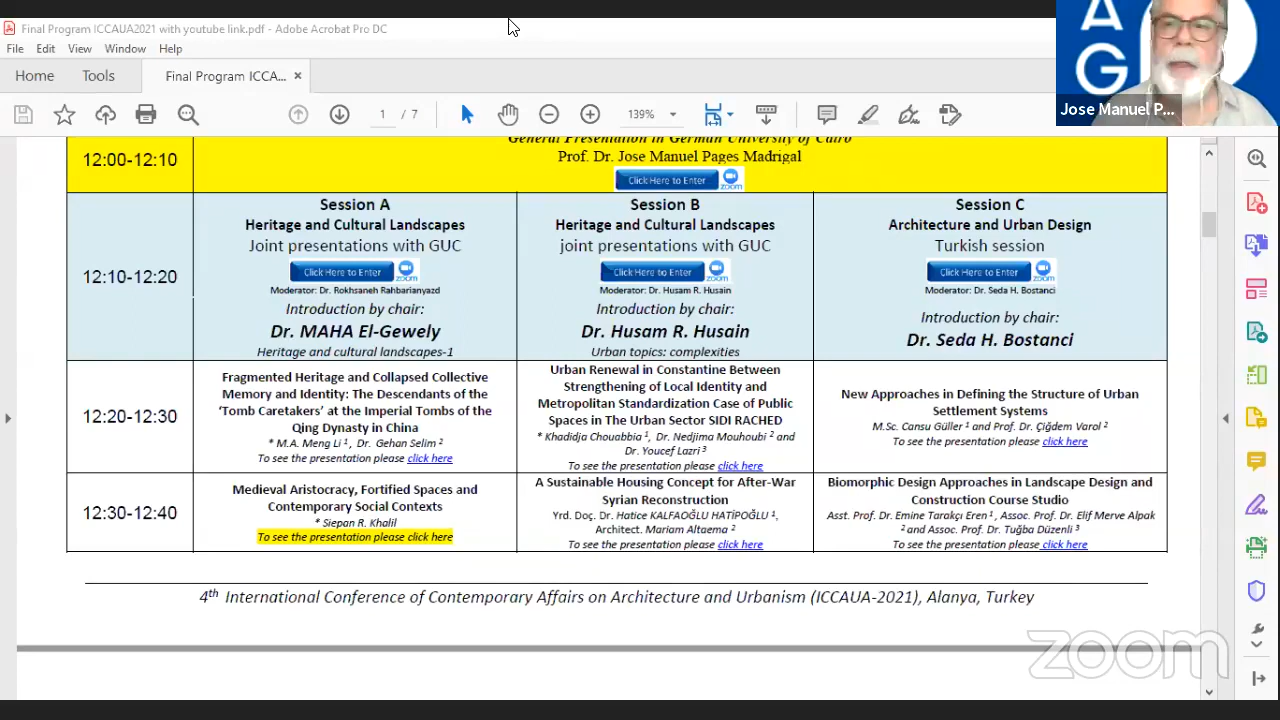 Final Program ICCAUA2021 with youtube link.pdf - Adobe Acrobat Pro DC
File Edit View Window Help
Home Tools Final Program ICCA... ×
1 / 7 139%
A
G
Jose Manuel P...
General Presentation in German University of Cairo
12:00-12:10
Prof. Dr. Jose Manuel Pages Madrigal
Click Here to Enter zoom
12:10-12:20
Session A
Heritage and Cultural Landscapes
Joint presentations with GUC
Click Here to Enter zoom
Moderator: Dr. Rokhsaneh Rahbarianyazd
Introduction by chair:
Dr. MAHA El-Gewely
Heritage and cultural landscapes-1
Session B
Heritage and Cultural Landscapes
joint presentations with GUC
Click Here to Enter zoom
Moderator: Dr. Husam R. Husain
Introduction by chair:
Dr. Husam R. Husain
Urban topics: complexities
Session C
Architecture and Urban Design
Turkish session
Click Here to Enter zoom
Moderator: Dr. Seda H. Bostanci
Introduction by chair:
Dr. Seda H. Bostanci
12:20-12:30
Fragmented Heritage and Collapsed Collective
Memory and Identity: The Descendants of the
‘Tomb Caretakers’ at the Imperial Tombs of the
Qing Dynasty in China
* M.A. Meng Li ¹, Dr. Gehan Selim ²
To see the presentation please click here
Urban Renewal in Constantine Between
Strengthening of Local Identity and
Metropolitan Standardization Case of Public
Spaces in The Urban Sector SIDI RACHED
* Khadidja Chouabbia ¹, Dr. Nedjima Mouhoubi ² and
Dr. Youcef Lazri ³
To see the presentation please click here
New Approaches in Defining the Structure of Urban
Settlement Systems
M.Sc. Cansu Güller ¹ and Prof. Dr. Çiğdem Varol ²
To see the presentation please click here
12:30-12:40
Medieval Aristocracy, Fortified Spaces and
Contemporary Social Contexts
* Siepan R. Khalil
To see the presentation please click here
A Sustainable Housing Concept for After-War
Syrian Reconstruction
Yrd. Doç. Dr. Hatice KALFAOĞLU HATİPOĞLU ¹,
Architect. Mariam Altaema ²
To see the presentation please click here
Biomorphic Design Approaches in Landscape Design and
Construction Course Studio
Asst. Prof. Dr. Emine Tarakçı Eren ¹, Assoc. Prof. Dr. Elif Merve Alpak
² and Assoc. Prof. Dr. Tuğba Düzenli ³
To see the presentation please click here
4th International Conference of Contemporary Affairs on Architecture and Urbanism (ICCAUA-2021), Alanya, Turkey
zoom